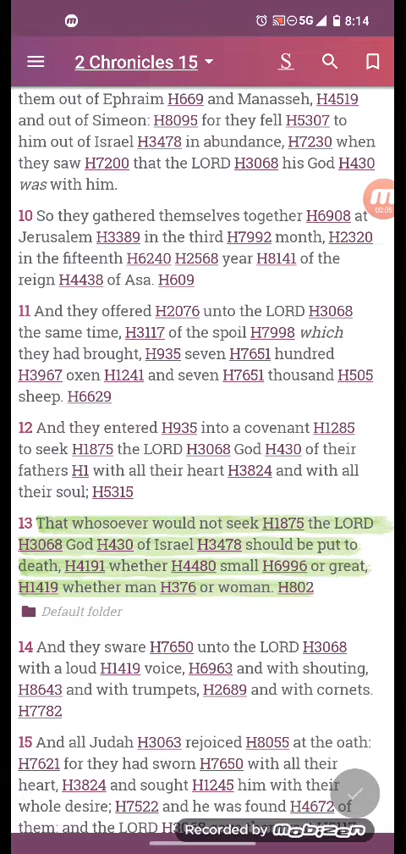 5G 8:14
2 Chronicles 15 S
them out of Ephraim H669 and Manasseh, H4519
and out of Simeon: H8095 for they fell H5307 to
him out of Israel H3478 in abundance, H7230 when
they saw H7200 that the LORD H3068 his God H430
was with him.
10 So they gathered themselves together H6908 at
Jerusalem H3389 in the third H7992 month, H2320
in the fifteenth H6240 H2568 year H8141 of the
reign H4438 of Asa. H609
00:06
11 And they offered H2076 unto the LORD H3068
the same time, H3117 of the spoil H7998 which
they had brought, H935 seven H7651 hundred
H3967 oxen H1241 and seven H7651 thousand H505
sheep. H6629
12 And they entered H935 into a covenant H1285
to seek H1875 the LORD H3068 God H430 of their
fathers H1 with all their heart H3824 and with all
their soul; H5315
13 That whosoever would not seek H1875 the LORD
H3068 God H430 of Israel H3478 should be put to
death, H4191 whether H4480 small H6996 or great,
H1419 whether man H376 or woman. H802
Default folder
14 And they sware H7650 unto the LORD H3068
with a loud H1419 voice, H6963 and with shouting,
H8643 and with trumpets, H2689 and with cornets.
H7782
15 And all Judah H3063 rejoiced H8055 at the oath:
H7621 for they had sworn H7650 with all their
heart, H3824 and sought H1245 him with their
whole desire; H7522 and he was found H4672 of
them: and the LORD
Recorded by mobizen